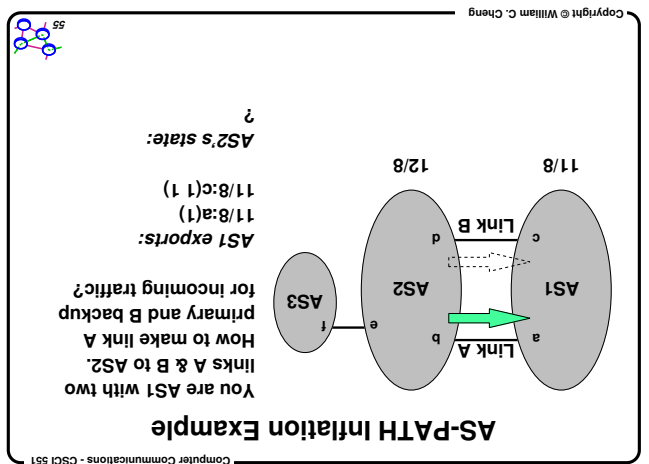 Computer Communications - CSCI 551
AS-PATH Inflation Example
Link A
a
b
AS1
AS2
AS3
e
f
c
d
Link B
11/8
12/8
You are AS1 with two
links A & B to AS2.
How to make link A
primary and B backup
for incoming traffic?
AS1 exports:
11/8:a(1)
11/8:c(1 1)
AS2's state:
?
Copyright © William C. Cheng
55